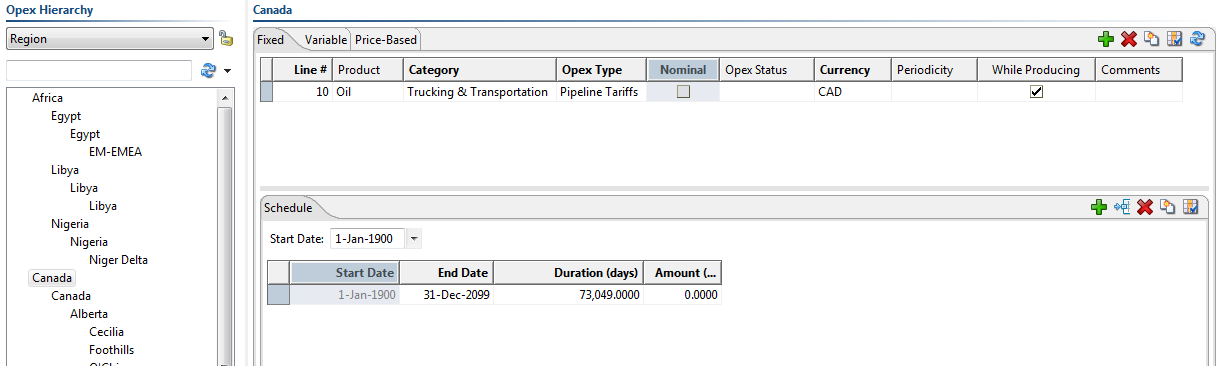 Opex Hierarchy
Region
Africa
Egypt
Egypt
EM-EMEA
Libya
Libya
Libya
Nigeria
Nigeria
Niger Delta
Canada
Canada
Alberta
Cecilia
Foothills
Canada
Fixed Variable Price-Based
Line # Product Category Opex Type Nominal Opex Status Currency Periodicity While Producing Comments
10 Oil Trucking & Transportation Pipeline Tariffs CAD
Schedule
Start Date: 1-Jan-1900
Start Date End Date Duration (days) Amount (...
1-Jan-1900 31-Dec-2099 73,049.0000 0.0000